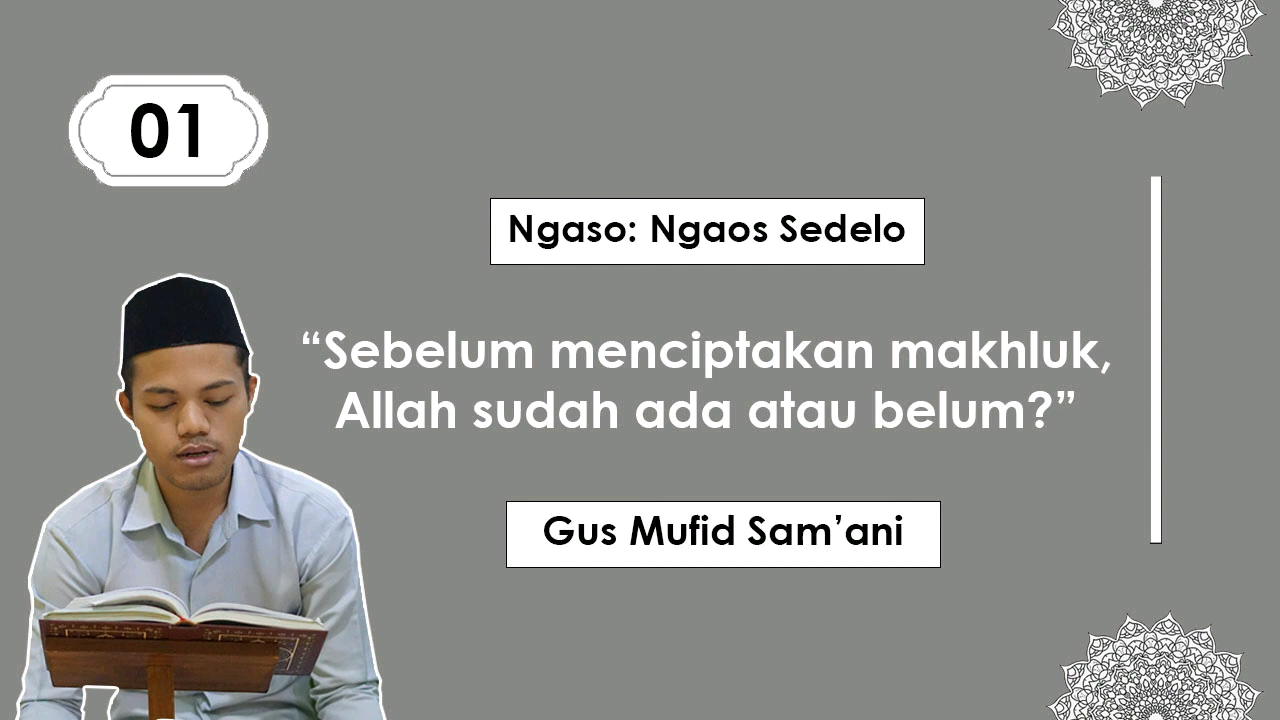 01
Ngaso: Ngaos Sedelo
“Sebelum menciptakan makhluk,
Allah sudah ada atau belum?”
Gus Mufid Sam’ani